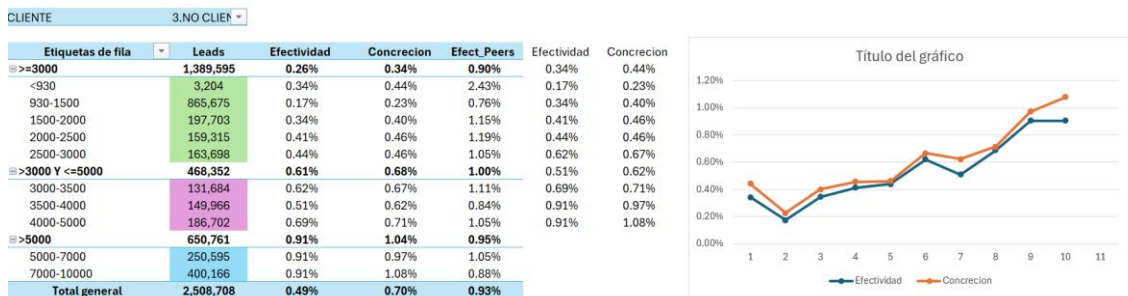 CLIENTE 3.NO CLIEN
Etiquetas de fila Leads Efectividad Concrecion Efect_Peers Efectividad Concrecion
>=3000 1,389,595 0.26% 0.34% 0.90% 0.34% 0.44%
<930 3,204 0.34% 0.44% 2.43% 0.17% 0.23%
930-1500 865,675 0.17% 0.23% 0.76% 0.34% 0.40%
1500-2000 197,703 0.34% 0.40% 1.15% 0.41% 0.46%
2000-2500 159,315 0.41% 0.46% 1.19% 0.44% 0.46%
2500-3000 163,698 0.44% 0.46% 1.05% 0.62% 0.67%
>3000 Y <=5000 468,352 0.61% 0.68% 1.00% 0.51% 0.62%
3000-3500 131,684 0.62% 0.67% 1.11% 0.69% 0.71%
3500-4000 149,966 0.51% 0.62% 0.84% 0.91% 0.97%
4000-5000 186,702 0.69% 0.71% 1.05% 0.91% 1.08%
>5000 650,761 0.91% 1.04% 0.95%
5000-7000 250,595 0.91% 0.97% 1.05%
7000-10000 400,166 0.91% 1.08% 0.88%
Total general 2,508,708 0.49% 0.70% 0.93%
Título del gráfico
1.20%
1.00%
0.80%
0.60%
0.40%
0.20%
0.00%
1 2 3 4 5 6 7 8 9 10 11
Efectividad Concrecion